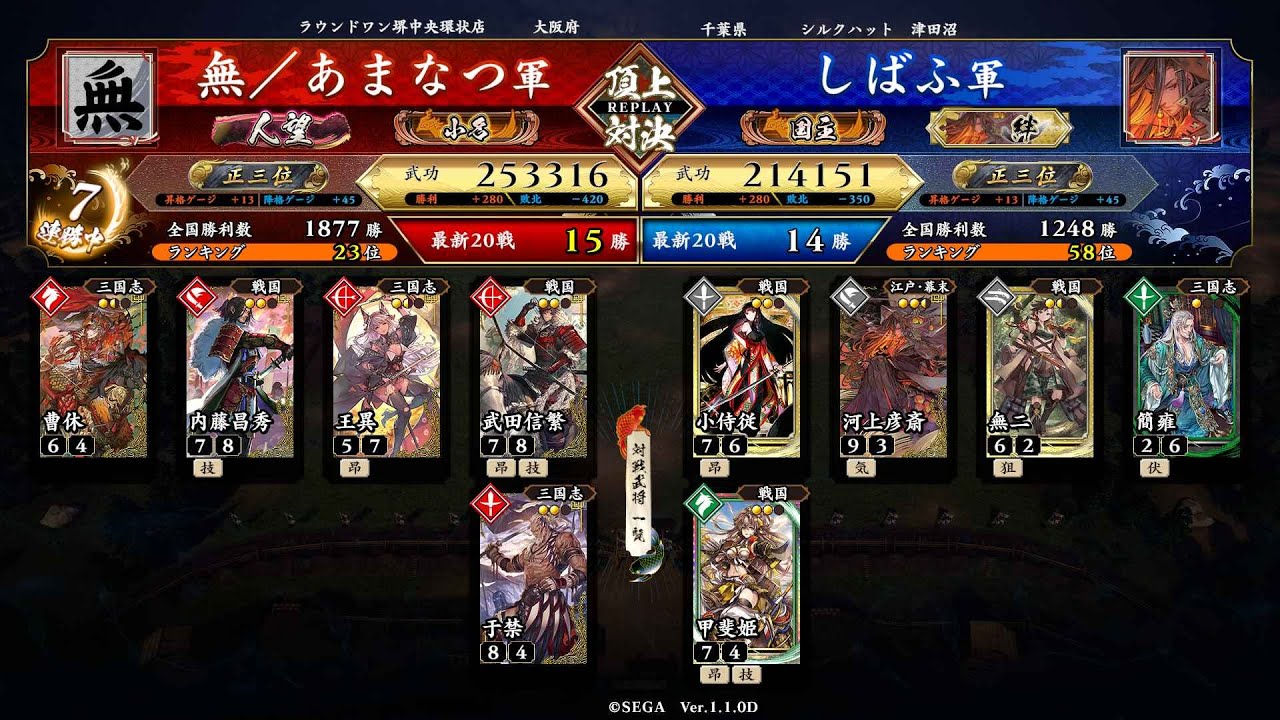 ラウンドワン堺中央環状店 大阪府
千葉県 シルクハット 津田沼
無
無／あまなつ軍
頂上
REPLAY
対決
しばふ軍
人望
小名
国主
絆
7
連勝中
正三位
昇格ゲージ +13 降格ゲージ +45
武功 253316
勝利 +280 敗北 -420
武功 214151
勝利 +280 敗北 -350
正三位
昇格ゲージ +13 降格ゲージ +45
全国勝利数 1877勝
ランキング 23位
最新20戦 15勝
最新20戦 14勝
全国勝利数 1248勝
ランキング 58位
三国志
曹休
6 4
戦国
内藤昌秀
7 8
技
三国志
王異
5 7
昂
戦国
武田信繁
7 8
昂 技
戦国
小侍従
7 6
昂
江戸・幕末
河上彦斎
9 3
気
戦国
無二
6 2
狙
三国志
簡雍
2 6
伏
対戦武将一覧
三国志
于禁
8 4
戦国
甲斐姫
7 4
昂 技
©SEGA Ver.1.1.0D